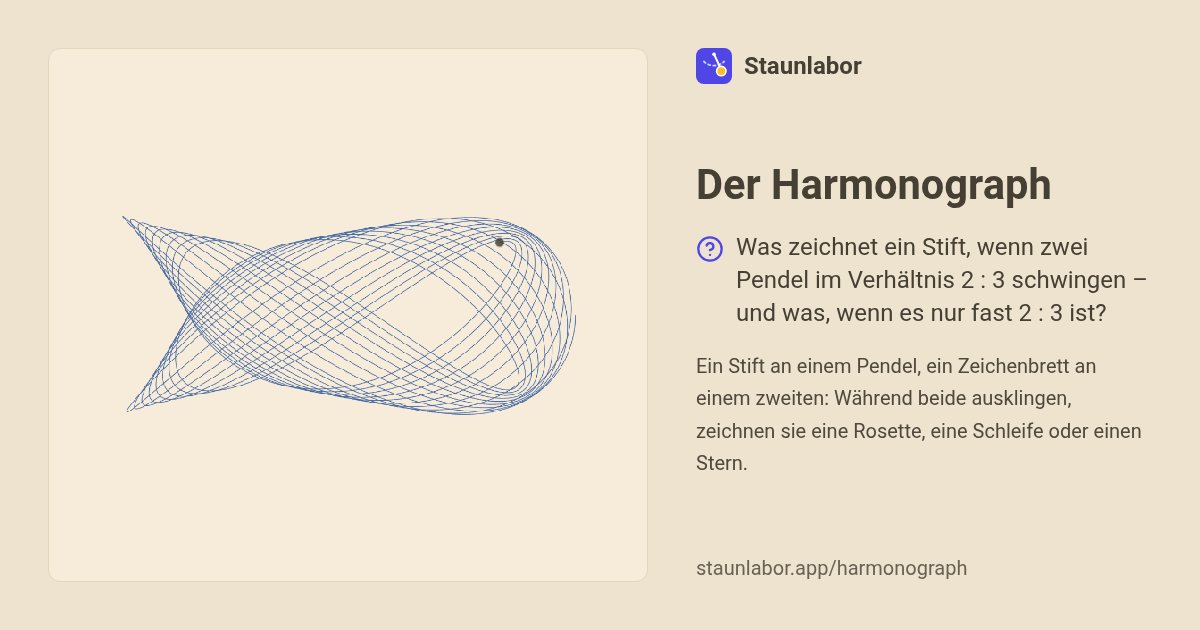 Staunlabor
Der Harmonograph
Was zeichnet ein Stift, wenn zwei
Pendel im Verhältnis 2 : 3 schwingen –
und was, wenn es nur fast 2 : 3 ist?
Ein Stift an einem Pendel, ein Zeichenbrett an
einem zweiten: Während beide ausklingen,
zeichnen sie eine Rosette, eine Schleife oder einen
Stern.
staunlabor.app/harmonograph